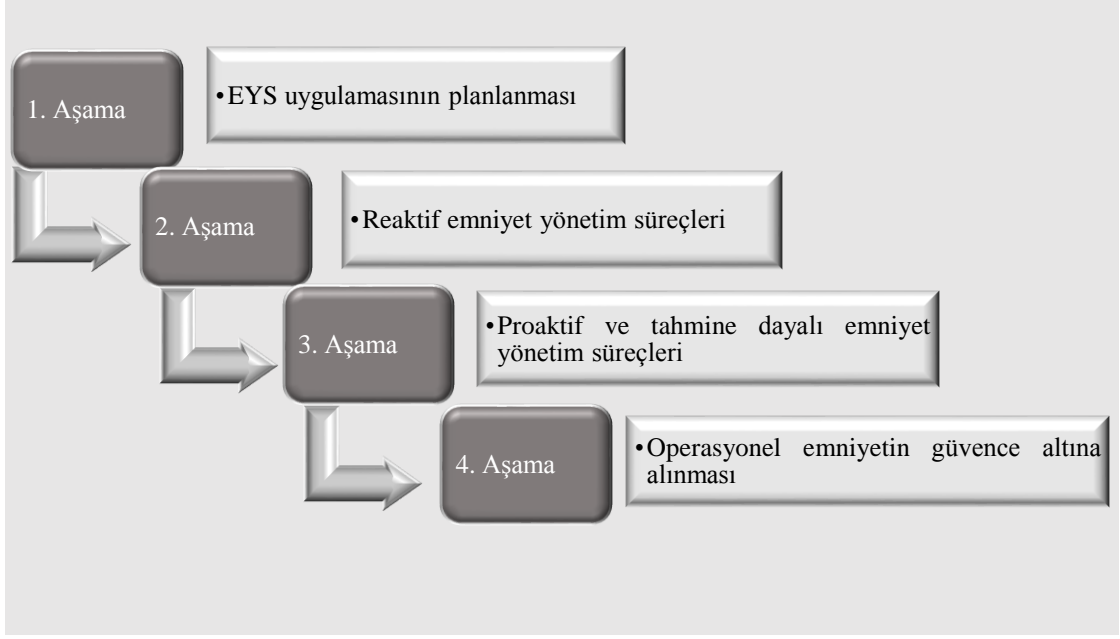 1. Aşama
•EYS uygulamasının planlanması
2. Aşama
•Reaktif emniyet yönetim süreçleri
3. Aşama
•Proaktif ve tahmine dayalı emniyet
yönetim süreçleri
4. Aşama
•Operasyonel emniyetin güvence altına
alınması